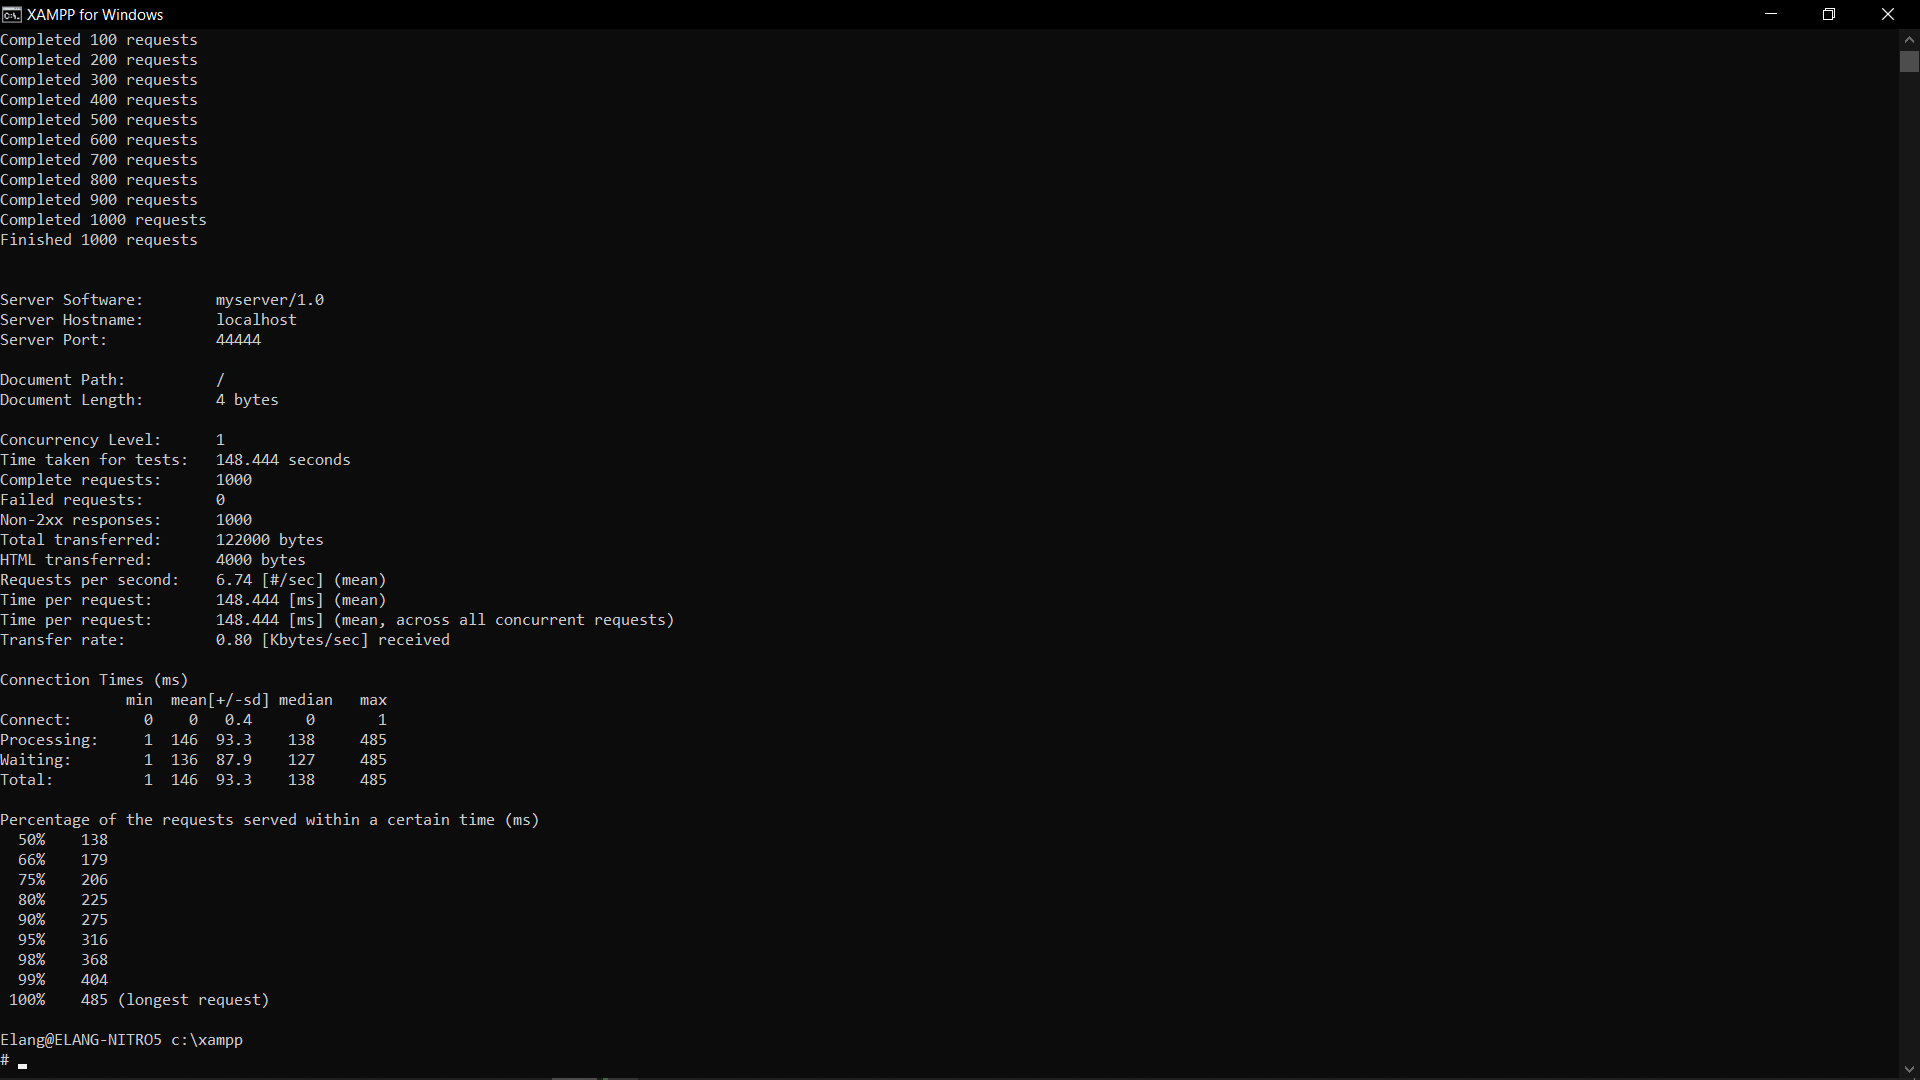 XAMPP for Windows
Completed 100 requests
Completed 200 requests
Completed 300 requests
Completed 400 requests
Completed 500 requests
Completed 600 requests
Completed 700 requests
Completed 800 requests
Completed 900 requests
Completed 1000 requests
Finished 1000 requests
Server Software:        myserver/1.0
Server Hostname:        localhost
Server Port:            44444
Document Path:          /
Document Length:        4 bytes
Concurrency Level:      1
Time taken for tests:   148.444 seconds
Complete requests:      1000
Failed requests:        0
Non-2xx responses:      1000
Total transferred:      122000 bytes
HTML transferred:       4000 bytes
Requests per second:    6.74 [#/sec] (mean)
Time per request:       148.444 [ms] (mean)
Time per request:       148.444 [ms] (mean, across all concurrent requests)
Transfer rate:          0.80 [Kbytes/sec] received
Connection Times (ms)
              min  mean[+/-sd] median   max
Connect:        0    0   0.4      0       1
Processing:     1  146  93.3    138     485
Waiting:        1  136  87.9    127     485
Total:          1  146  93.3    138     485
Percentage of the requests served within a certain time (ms)
  50%    138
  66%    179
  75%    206
  80%    225
  90%    275
  95%    316
  98%    368
  99%    404
 100%    485 (longest request)
Elang@ELANG-NITRO5 c:\xampp
#